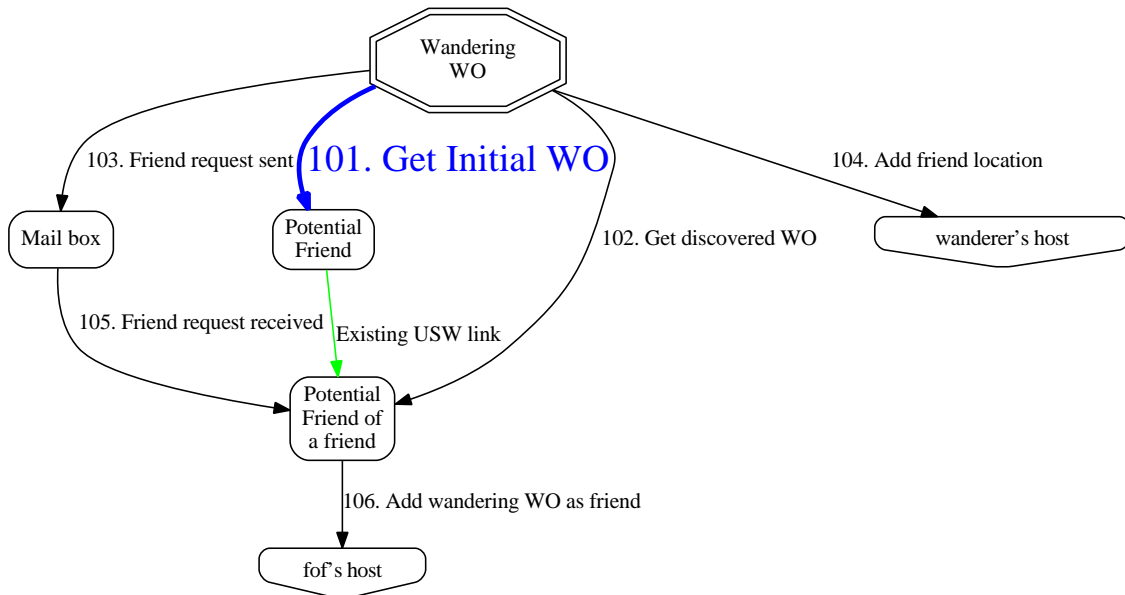 Wandering
WO
103. Friend request sent
101. Get Initial WO
104. Add friend location
Mail box
Potential
Friend
102. Get discovered WO
wanderer's host
105. Friend request received
Existing USW link
Potential
Friend of
a friend
106. Add wandering WO as friend
fof's host